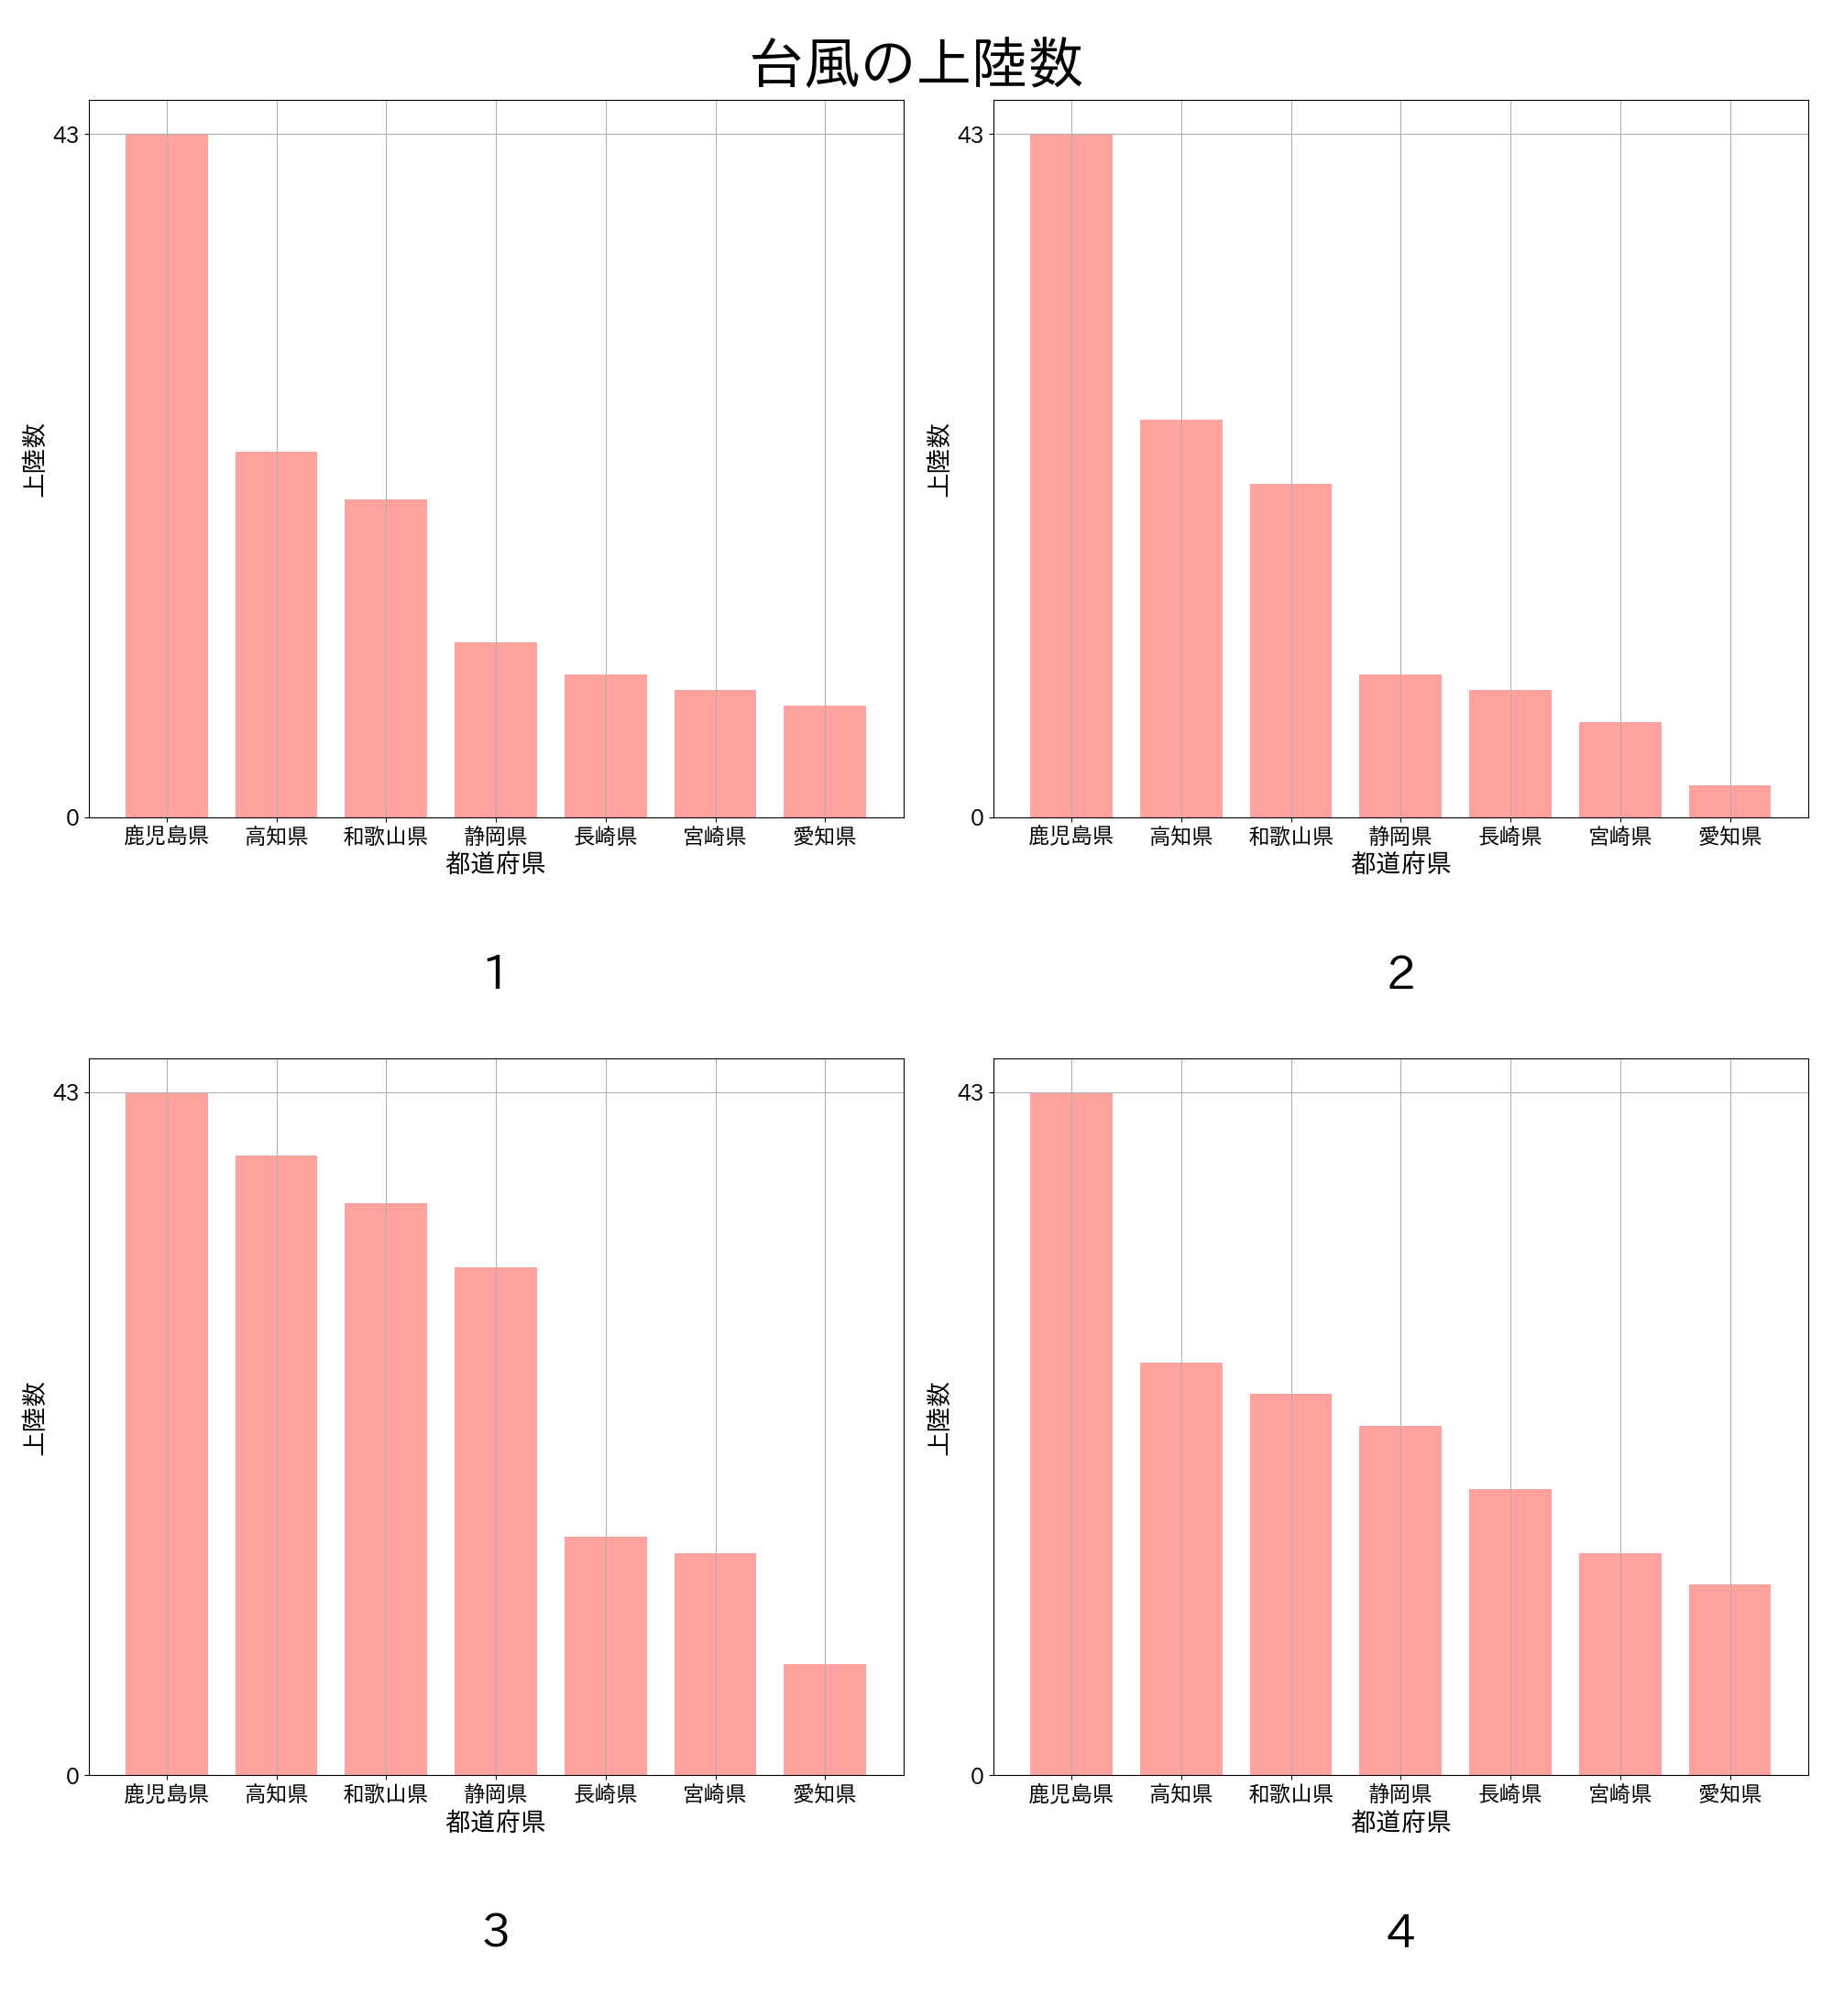 台風の上陸数
43
0
上陸数
鹿児島県 高知県 和歌山県 静岡県 長崎県 宮崎県 愛知県
都道府県
1
43
0
上陸数
鹿児島県 高知県 和歌山県 静岡県 長崎県 宮崎県 愛知県
都道府県
2
43
0
上陸数
鹿児島県 高知県 和歌山県 静岡県 長崎県 宮崎県 愛知県
都道府県
3
43
0
上陸数
鹿児島県 高知県 和歌山県 静岡県 長崎県 宮崎県 愛知県
都道府県
4